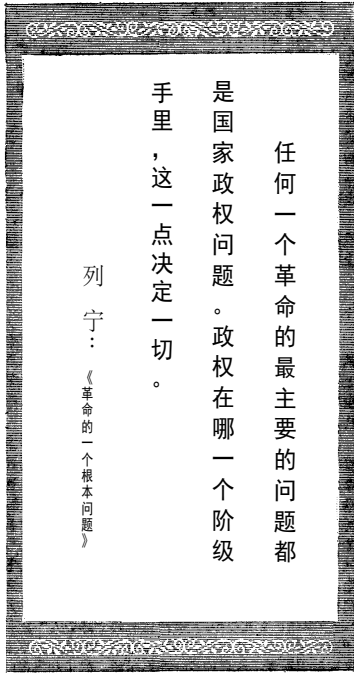 任何一个革命的最主要的问题都
是国家政权问题。政权在哪一个阶级
手里，这一点决定一切。
列宁：《革命的一个根本问题》